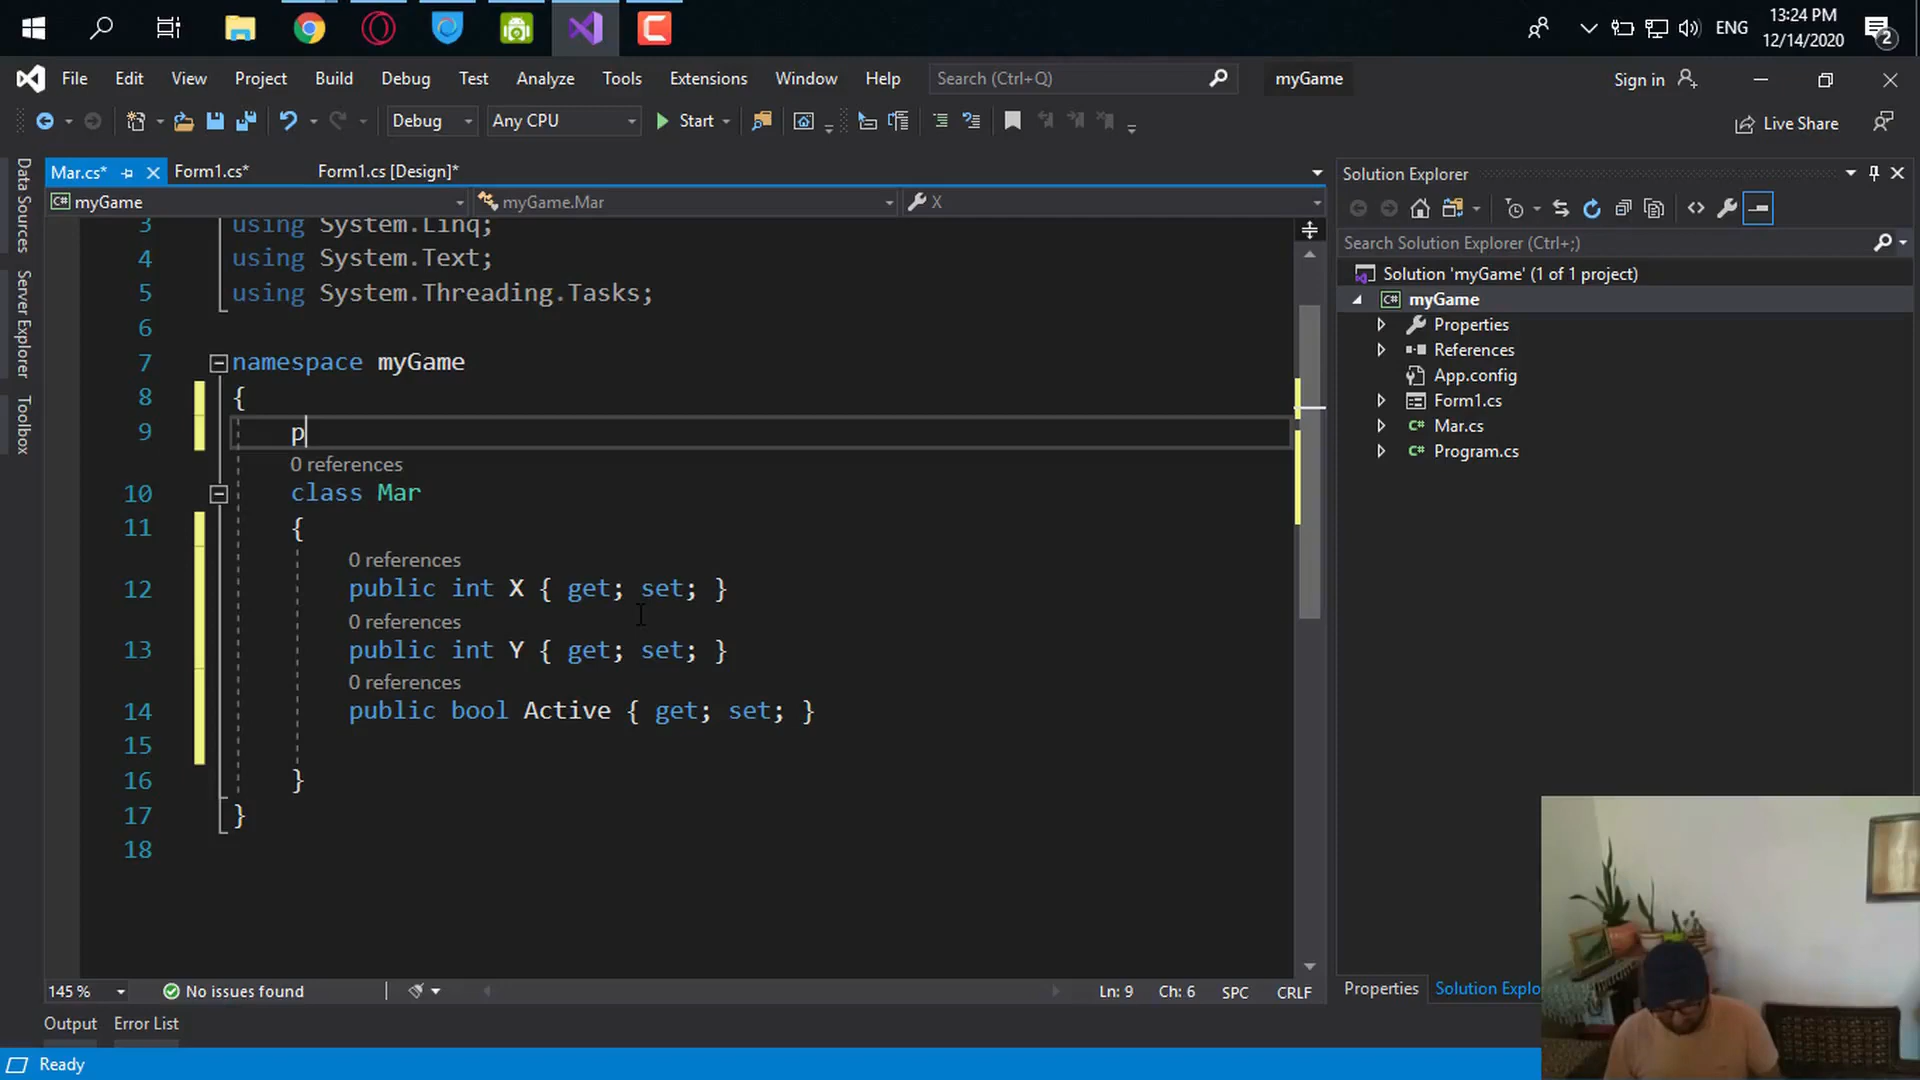 ENG
13:24 PM
12/14/2020
2
File Edit View Project Build Debug Test Analyze Tools Extensions Window Help
Search (Ctrl+Q)
myGame
Sign in
Debug
Any CPU
Start
Live Share
Data Sources
Server Explorer
Toolbox
Mar.cs*
Form1.cs*
Form1.cs [Design]*
myGame
myGame.Mar
X
3 using System.Linq;
4 using System.Text;
5 using System.Threading.Tasks;
6
7 namespace myGame
8 {
9 p
0 references
10 class Mar
11 {
0 references
12 public int X { get; set; }
0 references
13 public int Y { get; set; }
0 references
14 public bool Active { get; set; }
15
16 }
17 }
18
145 %
No issues found
Ln: 9 Ch: 6 SPC CRLF
Output Error List
Ready
Solution Explorer
Search Solution Explorer (Ctrl+;)
Solution 'myGame' (1 of 1 project)
C# myGame
Properties
References
App.config
Form1.cs
C# Mar.cs
C# Program.cs
Properties
Solution Explo